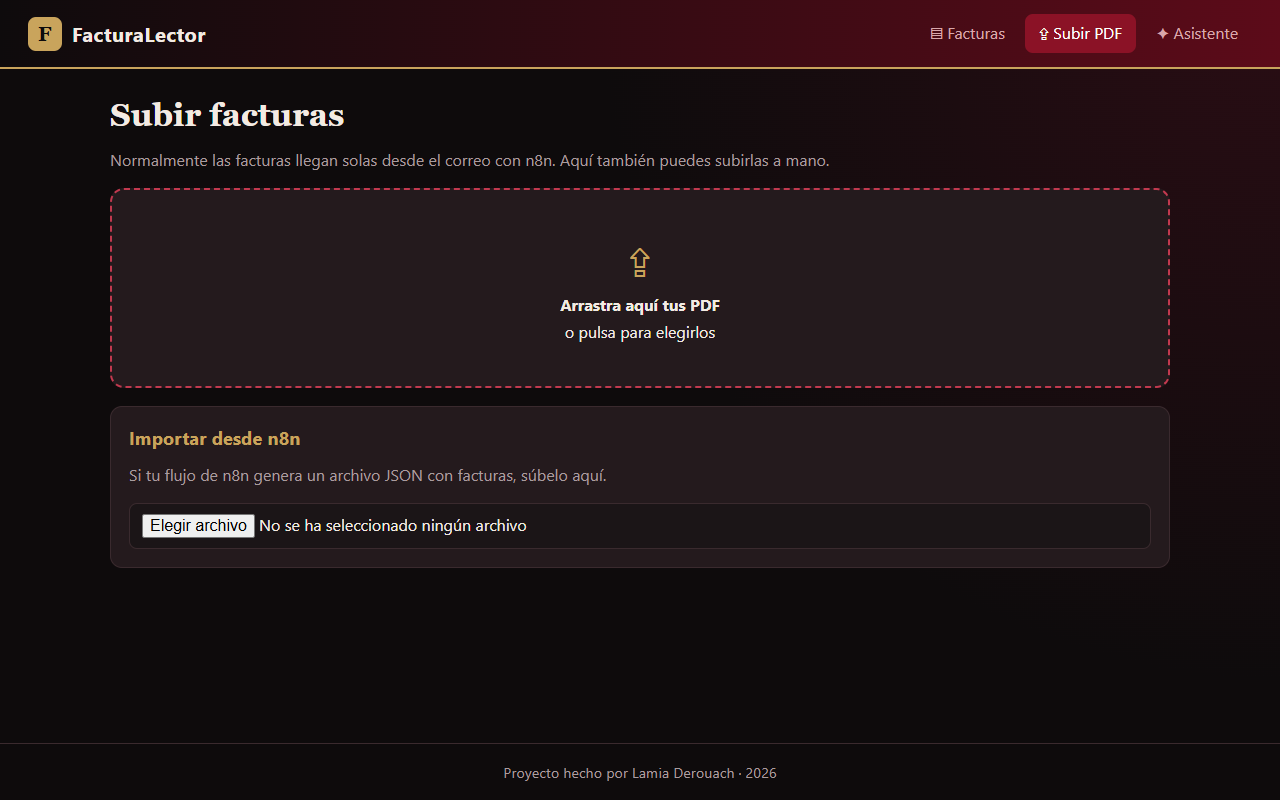 F FacturaLector
Facturas
Subir PDF
Asistente
Subir facturas
Normalmente las facturas llegan solas desde el correo con n8n. Aquí también puedes subirlas a mano.
Arrastra aquí tus PDF
o pulsa para elegirlos
Importar desde n8n
Si tu flujo de n8n genera un archivo JSON con facturas, súbelo aquí.
Elegir archivo No se ha seleccionado ningún archivo
Proyecto hecho por Lamia Derouach · 2026